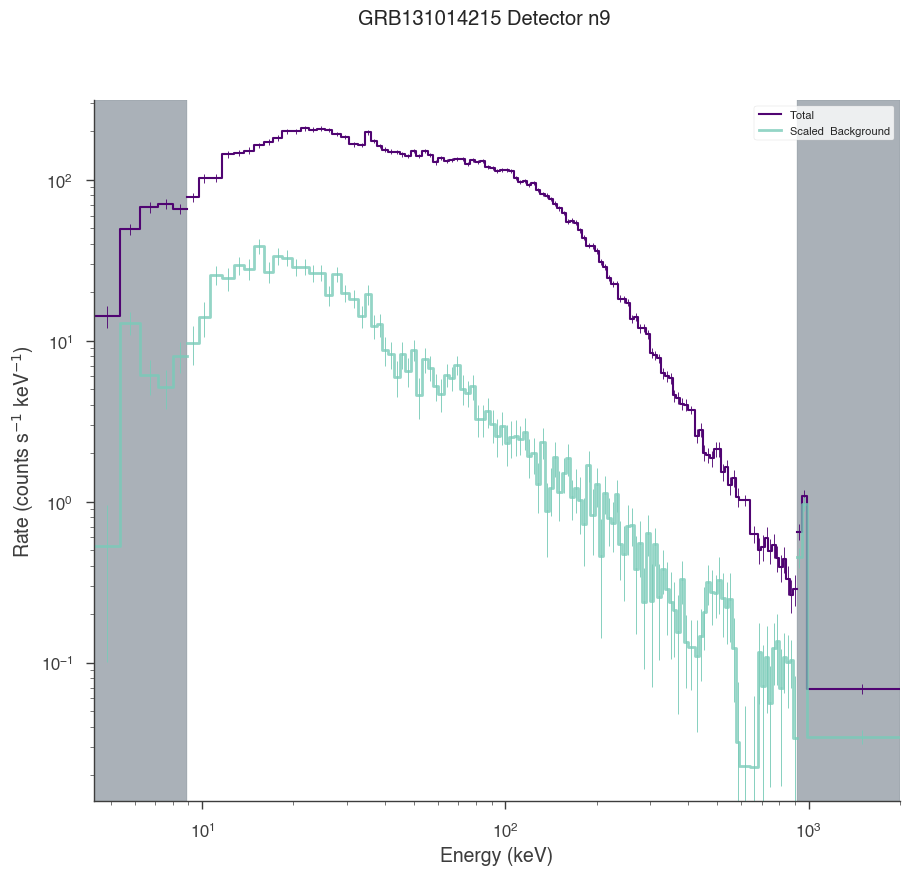 GRB131014215 Detector n9
Total
Scaled Background
Rate (counts s⁻¹ keV⁻¹)
10²
10¹
10⁰
10⁻¹
10¹ 10² 10³
Energy (keV)